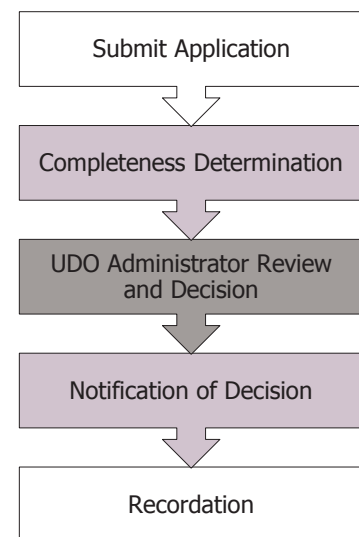 Submit Application
Completeness Determination
UDO Administrator Review
and Decision
Notification of Decision
Recordation